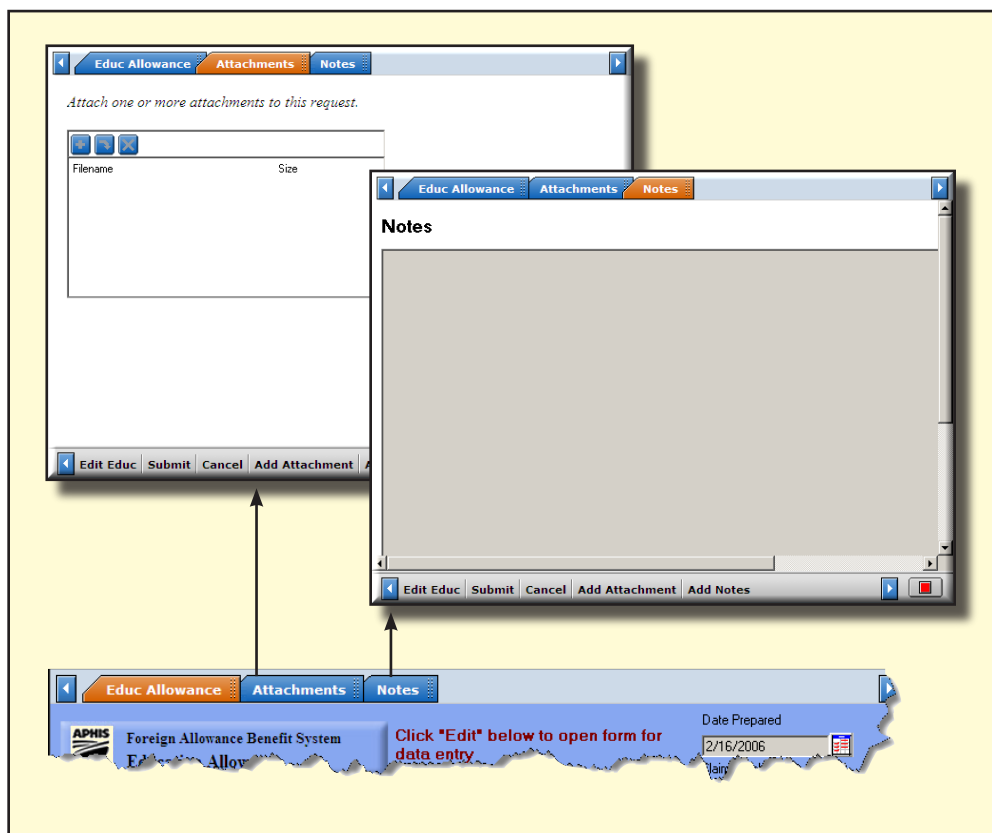 Educ Allowance Attachments Notes
Attach one or more attachments to this request.
Filename Size
Edit Educ Submit Cancel Add Attachment
Educ Allowance Attachments Notes
Notes
Edit Educ Submit Cancel Add Attachment Add Notes
Educ Allowance Attachments Notes
APHIS
Foreign Allowance Benefit System
Click "Edit" below to open form for
data entry
Date Prepared
2/16/2006